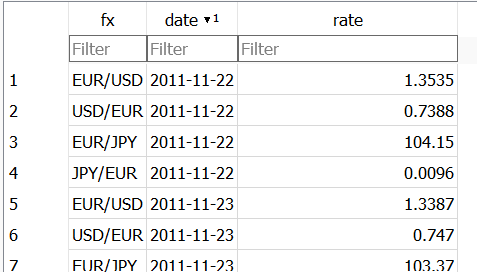 fx date ▾1 rate
Filter Filter Filter
1 EUR/USD 2011-11-22 1.3535
2 USD/EUR 2011-11-22 0.7388
3 EUR/JPY 2011-11-22 104.15
4 JPY/EUR 2011-11-22 0.0096
5 EUR/USD 2011-11-23 1.3387
6 USD/EUR 2011-11-23 0.747
7 EUR/JPY 2011-11-23 103.37